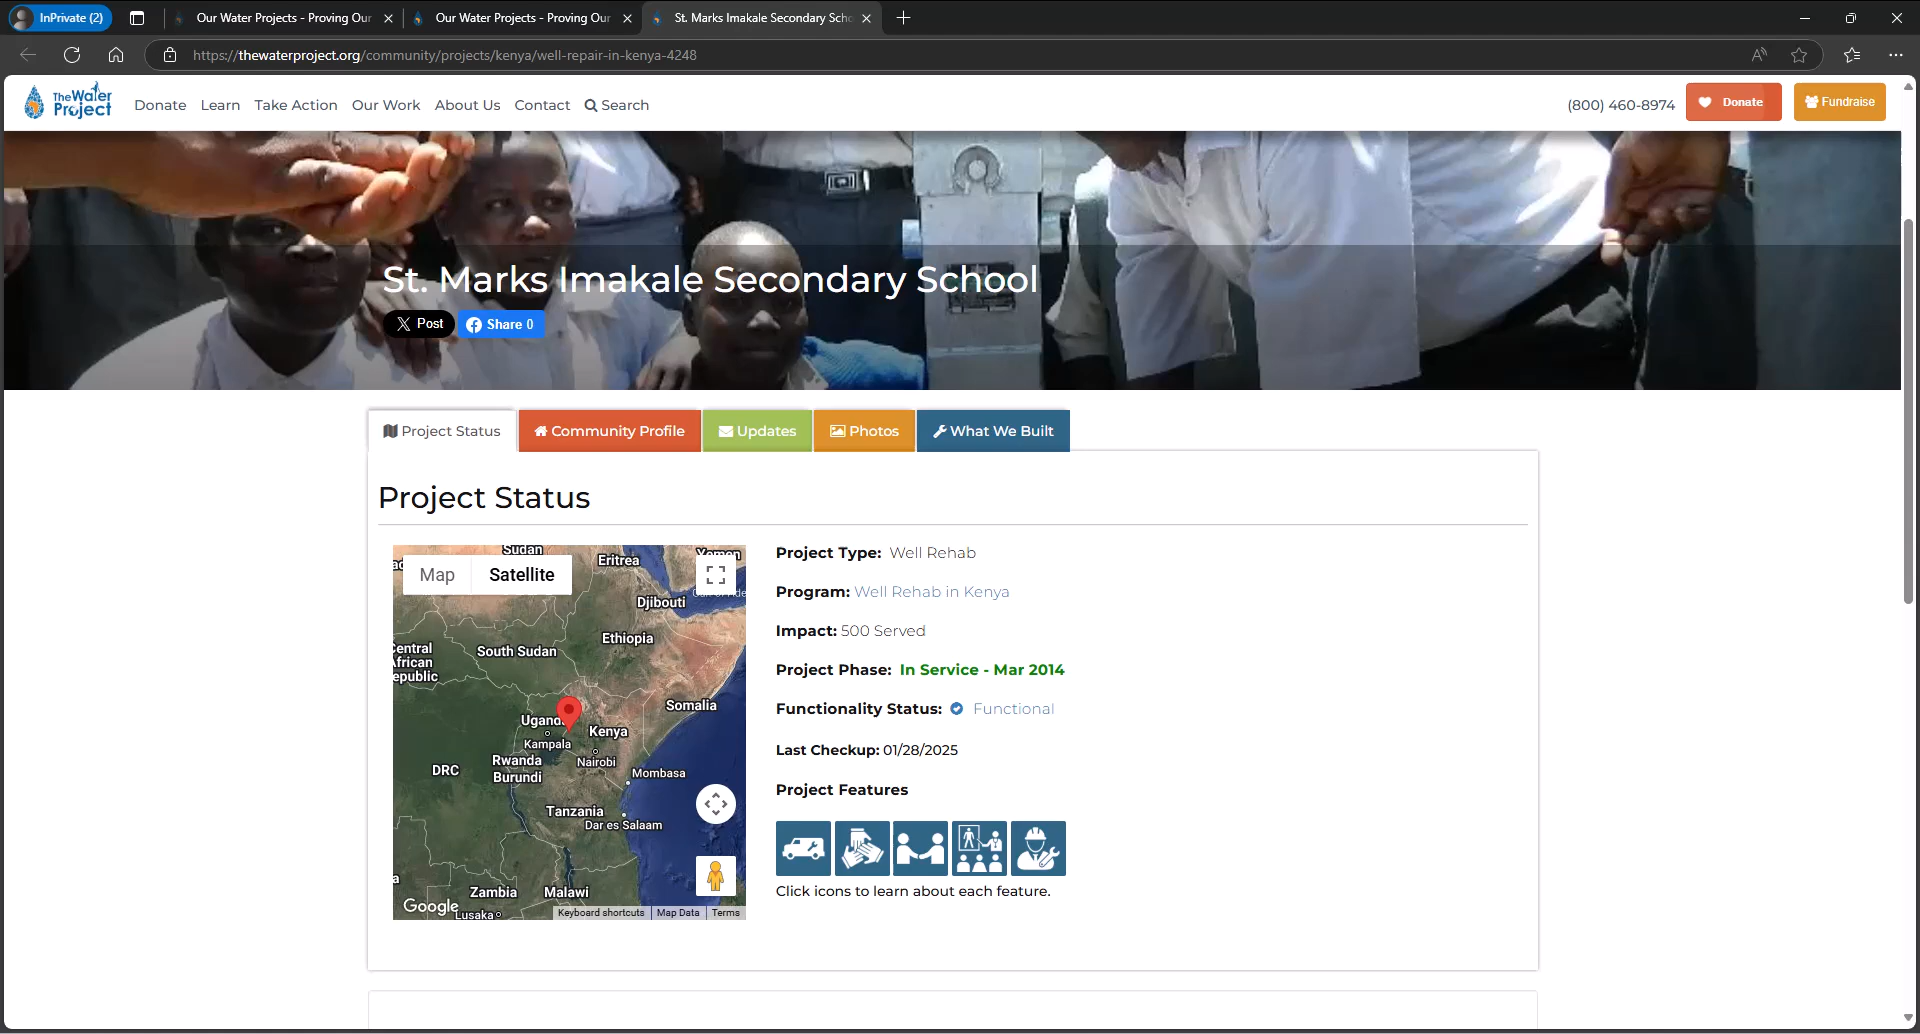 InPrivate (2)
Our Water Projects - Proving Our
Our Water Projects - Proving Our
St. Marks Imakale Secondary Scho
https://thewaterproject.org/community/projects/kenya/well-repair-in-kenya-4248
The Water Project
Donate Learn Take Action Our Work About Us Contact Search
(800) 460-8974
Donate
Fundraise
St. Marks Imakale Secondary School
Post
Share 0
Project Status
Community Profile
Updates
Photos
What We Built
Project Status
Map
Satellite
Sudan
Eritrea
Yemen
Djibouti
Ethiopia
South Sudan
Central
African
Republic
Somalia
Uganda
Kenya
Kampala
Rwanda
Nairobi
DRC
Burundi
Mombasa
Tanzania
Dar es Salaam
Zambia
Malawi
Google
Lusaka
Keyboard shortcuts
Map Data
Terms
Project Type: Well Rehab
Program: Well Rehab in Kenya
Impact: 500 Served
Project Phase: In Service - Mar 2014
Functionality Status: Functional
Last Checkup: 01/28/2025
Project Features
Click icons to learn about each feature.